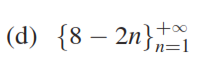 (d) {8 − 2n}_{n=1}^{+∞}